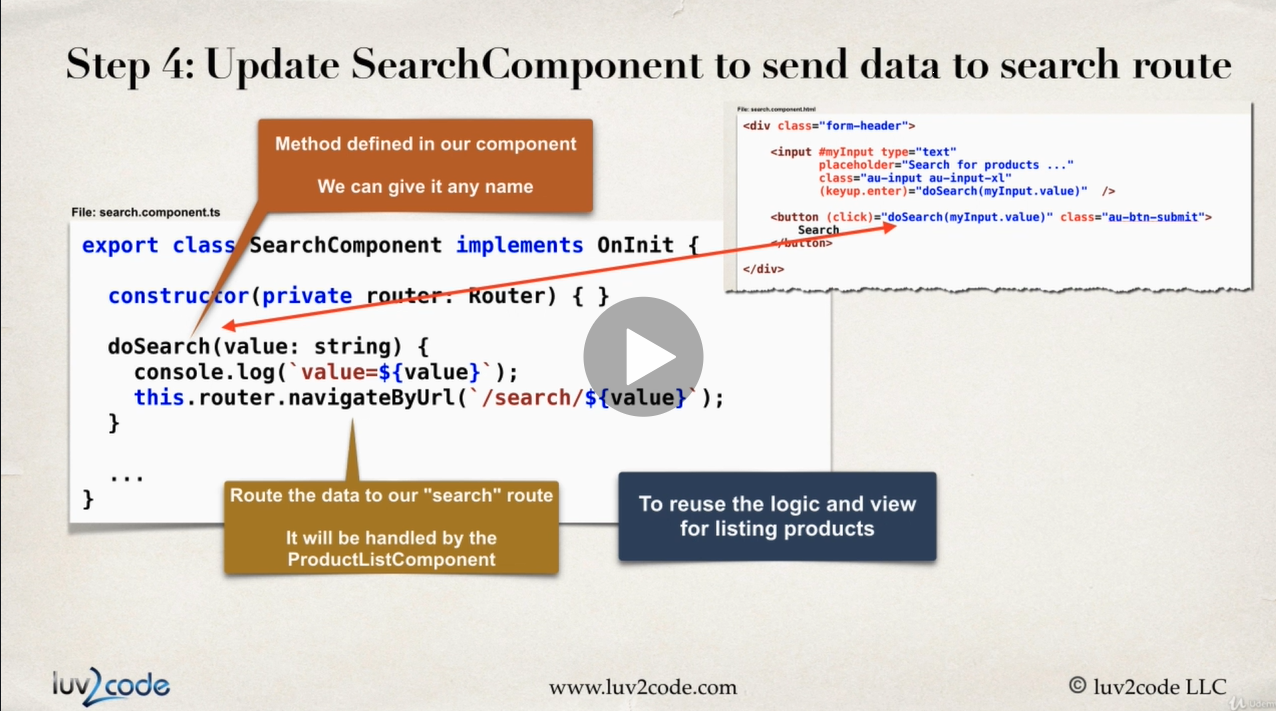 Step 4: Update SearchComponent to send data to search route
Method defined in our component
We can give it any name
File: search.component.ts
export class SearchComponent implements OnInit {
constructor(private router: Router) { }
doSearch(value: string) {
console.log(`value=${value}`);
this.router.navigateByUrl(`/search/${value}`);
}
...
}
File: search.component.html
<div class="form-header">
<input #myInput type="text"
placeholder="Search for products ..."
class="au-input au-input-xl"
(keyup.enter)="doSearch(myInput.value)" />
<button (click)="doSearch(myInput.value)" class="au-btn-submit">
Search
</button>
</div>
Route the data to our "search" route
It will be handled by the
ProductListComponent
To reuse the logic and view
for listing products
luv2code
www.luv2code.com
© luv2code LLC
Udemy